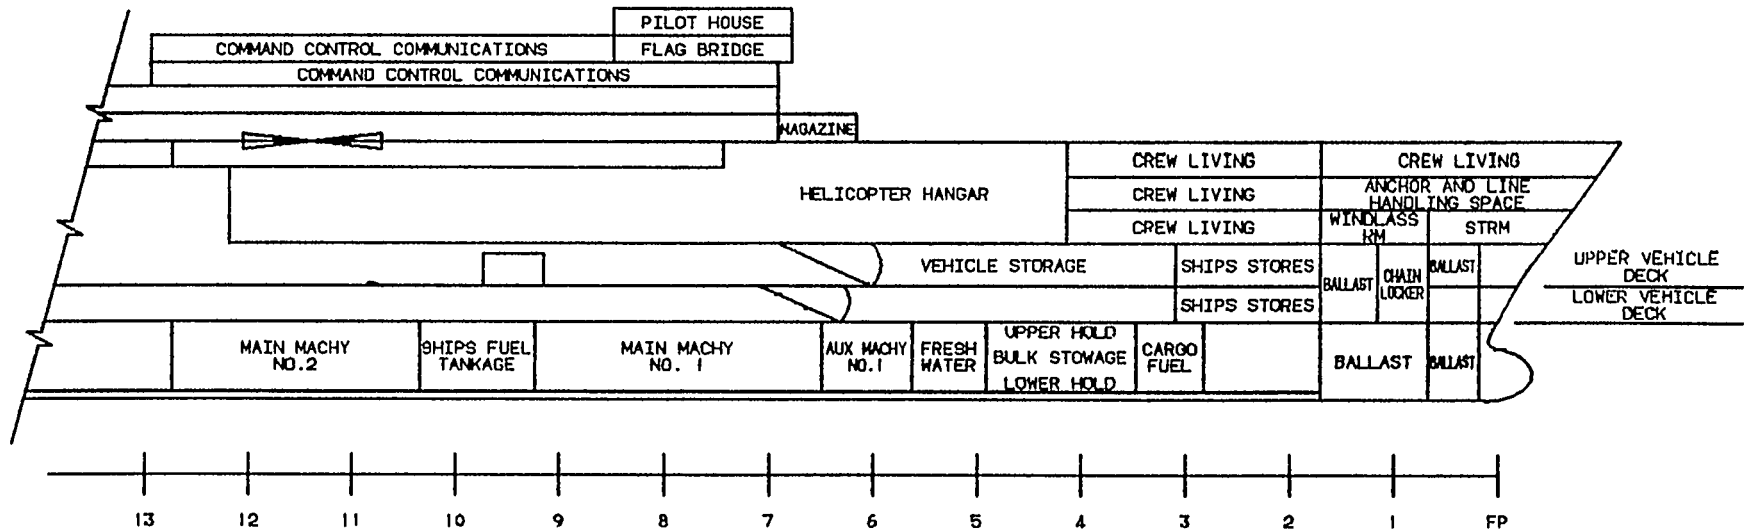 PILOT HOUSE
COMMAND CONTROL COMMUNICATIONS
FLAG BRIDGE
COMMAND CONTROL COMMUNICATIONS
MAGAZINE
CREW LIVING
CREW LIVING
HELICOPTER HANGAR
CREW LIVING
ANCHOR AND LINE
HANDLING SPACE
CREW LIVING
WINDLASS
RM
STRM
VEHICLE STORAGE
SHIPS STORES
BALLAST
CHAIN
LOCKER
BALLAST
UPPER VEHICLE
DECK
SHIPS STORES
LOWER VEHICLE
DECK
MAIN MACHY
NO.2
SHIPS FUEL
TANKAGE
MAIN MACHY
NO. 1
AUX MACHY
NO.1
FRESH
WATER
UPPER HOLD
BULK STOWAGE
LOWER HOLD
CARGO
FUEL
BALLAST
BALLAST
13 12 11 10 9 8 7 6 5 4 3 2 1 FP